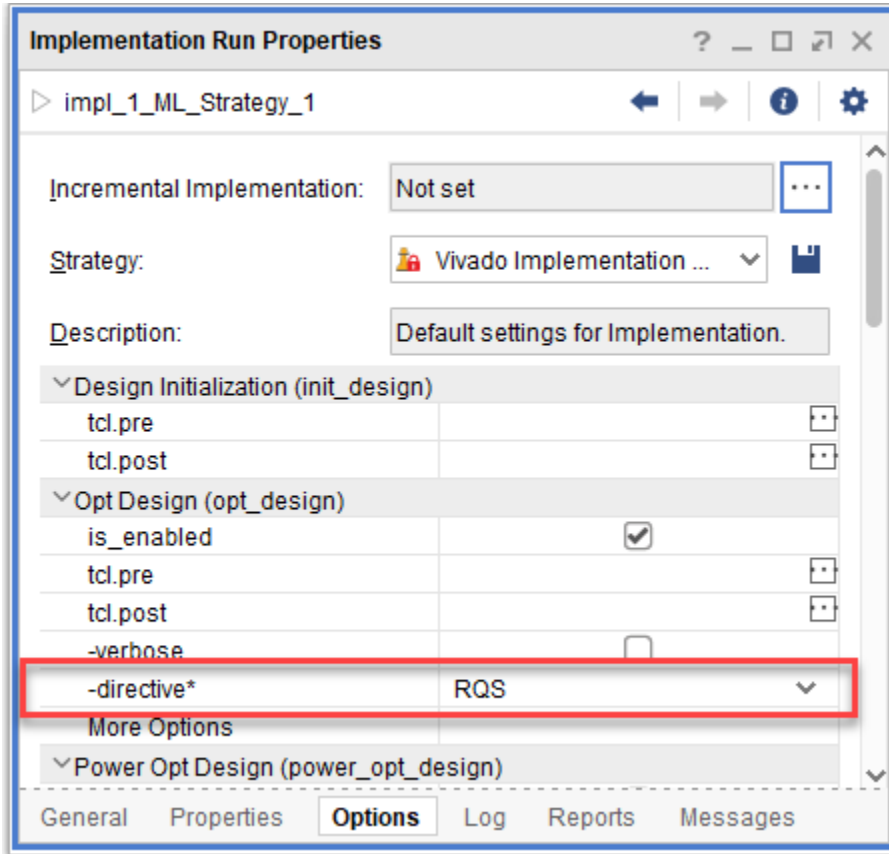 Implementation Run Properties ? _
impl_1_ML_Strategy_1
Incremental Implementation: Not set ...
Strategy: Vivado Implementation ...
Description: Default settings for Implementation.
Design Initialization (init_design)
tcl.pre
tcl.post
Opt Design (opt_design)
is_enabled
tcl.pre
tcl.post
-verbose
-directive* RQS
More Options
Power Opt Design (power_opt_design)
General Properties Options Log Reports Messages